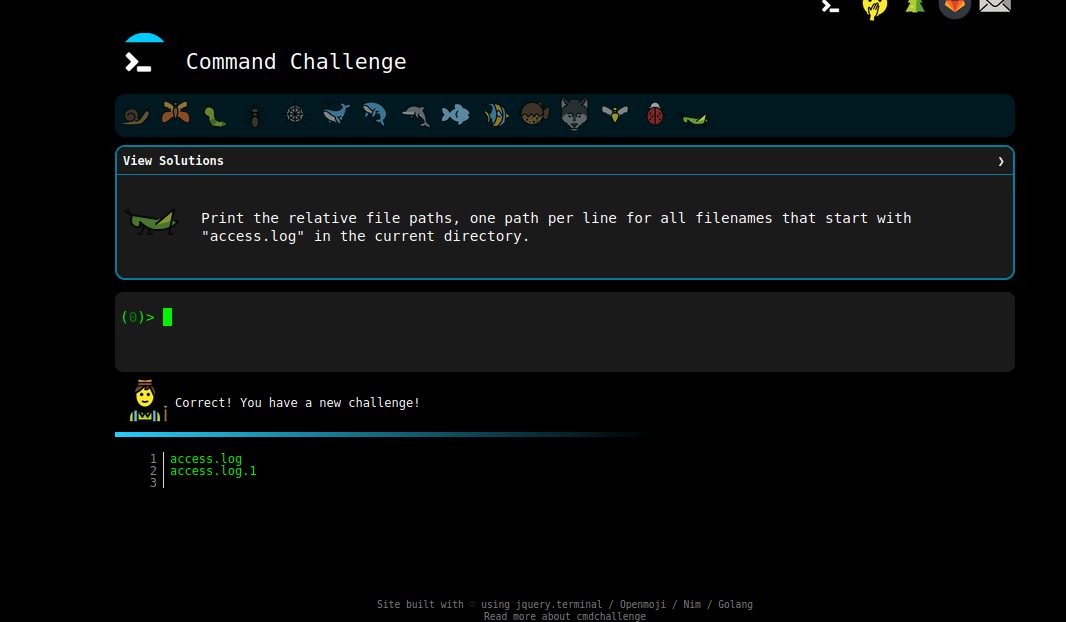 Command Challenge
View Solutions ❯
Print the relative file paths, one path per line for all filenames that start with
"access.log" in the current directory.
(0)>
Correct! You have a new challenge!
1 access.log
2 access.log.1
3
Site built with ♡ using jquery.terminal / Openmoji / Nim / Golang
Read more about cmdchallenge